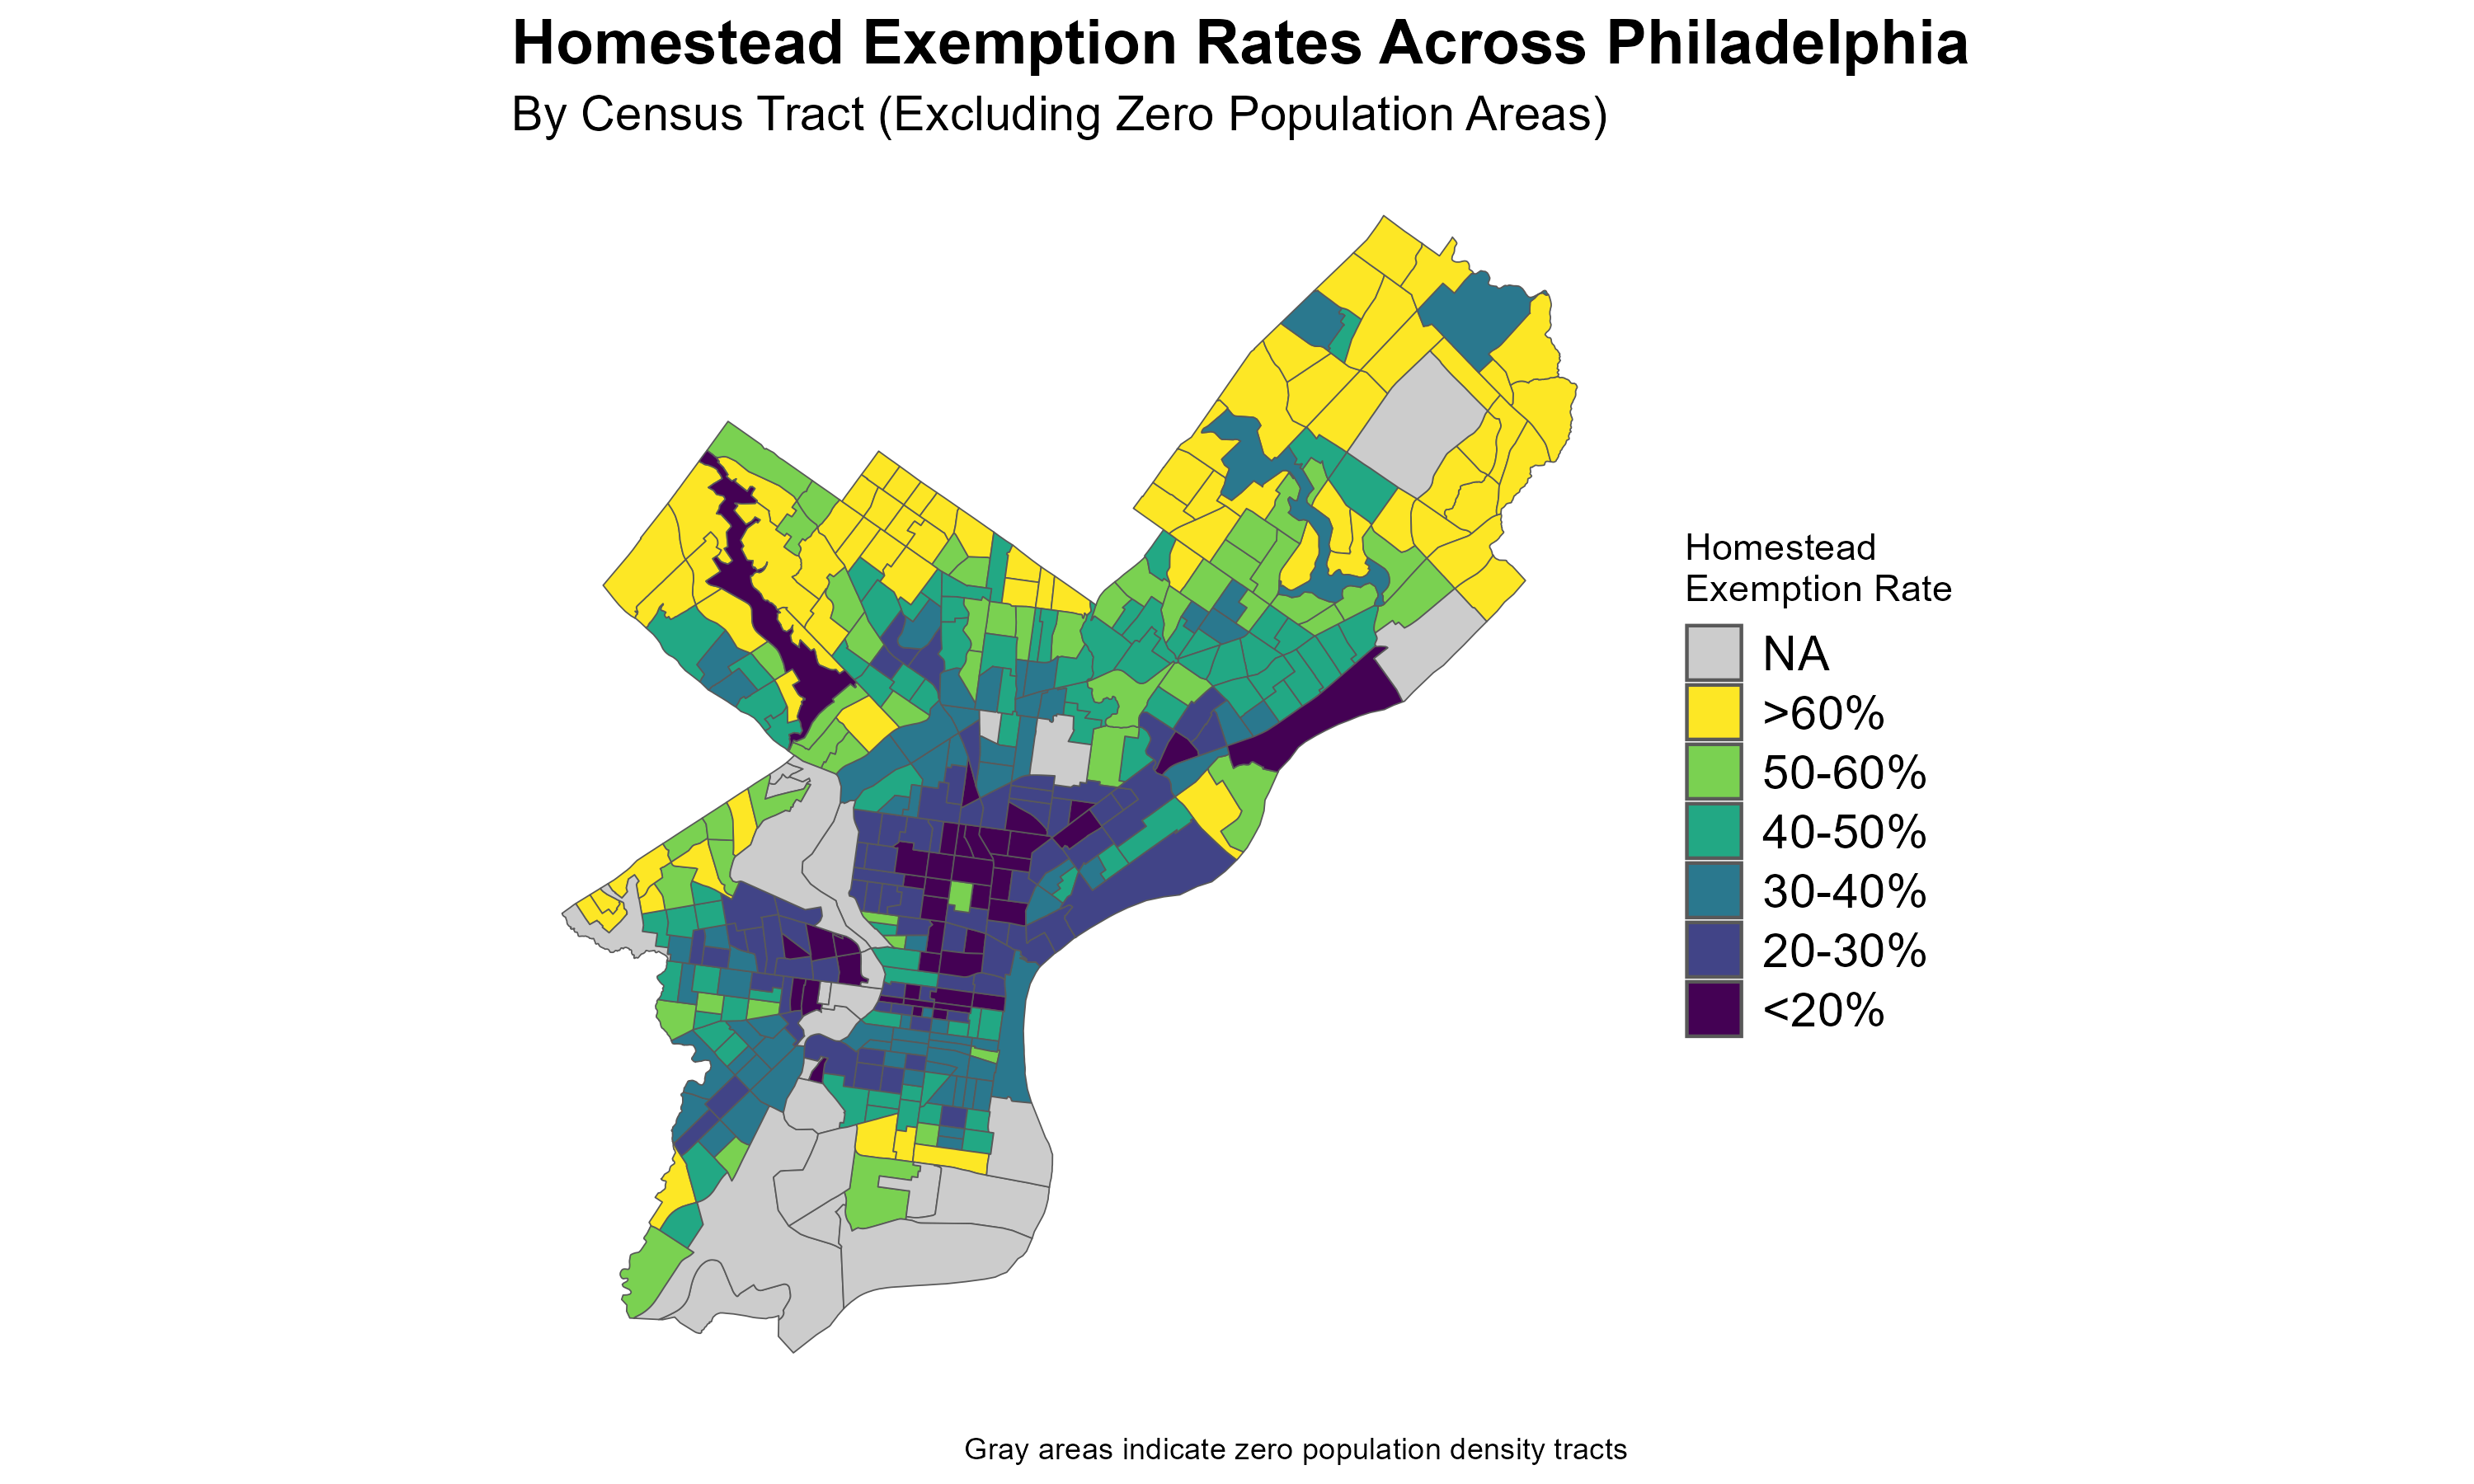 Homestead Exemption Rates Across Philadelphia
By Census Tract (Excluding Zero Population Areas)
Homestead
Exemption Rate
NA
>60%
50-60%
40-50%
30-40%
20-30%
<20%
Gray areas indicate zero population density tracts